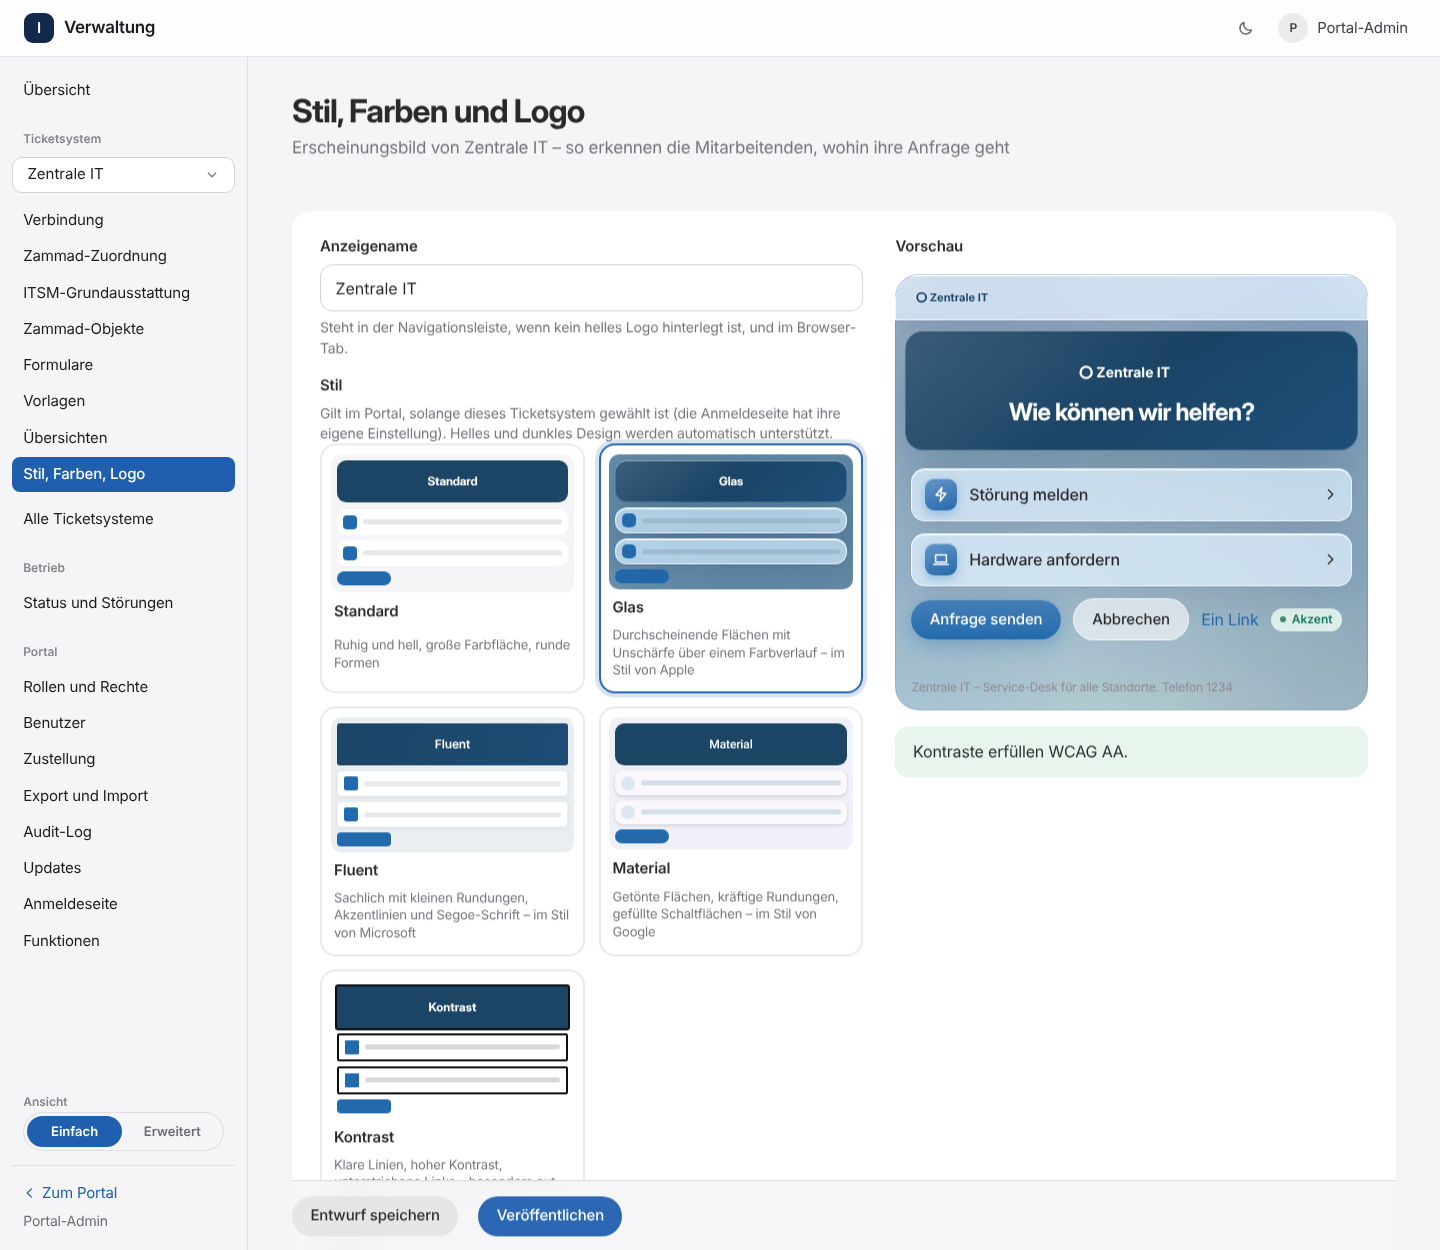 I Verwaltung
P Portal-Admin
Übersicht
Ticketsystem
Zentrale IT
Verbindung
Zammad-Zuordnung
ITSM-Grundausstattung
Zammad-Objekte
Formulare
Vorlagen
Übersichten
Stil, Farben, Logo
Alle Ticketsysteme
Betrieb
Status und Störungen
Portal
Rollen und Rechte
Benutzer
Zustellung
Export und Import
Audit-Log
Updates
Anmeldeseite
Funktionen
Ansicht
Einfach Erweitert
Zum Portal
Portal-Admin
Stil, Farben und Logo
Erscheinungsbild von Zentrale IT – so erkennen die Mitarbeitenden, wohin ihre Anfrage geht
Anzeigename
Zentrale IT
Steht in der Navigationsleiste, wenn kein helles Logo hinterlegt ist, und im Browser-
Tab.
Stil
Gilt im Portal, solange dieses Ticketsystem gewählt ist (die Anmeldeseite hat ihre
eigene Einstellung). Helles und dunkles Design werden automatisch unterstützt.
Standard
Standard
Ruhig und hell, große Farbfläche, runde
Formen
Glas
Glas
Durchscheinende Flächen mit
Unschärfe über einem Farbverlauf – im
Stil von Apple
Fluent
Fluent
Sachlich mit kleinen Rundungen,
Akzentlinien und Segoe-Schrift – im Stil
von Microsoft
Material
Material
Getönte Flächen, kräftige Rundungen,
gefüllte Schaltflächen – im Stil von
Google
Kontrast
Kontrast
Klare Linien, hoher Kontrast,
Vorschau
Zentrale IT
Zentrale IT
Wie können wir helfen?
Störung melden
Hardware anfordern
Anfrage senden Abbrechen Ein Link Akzent
Zentrale IT – Service-Desk für alle Standorte. Telefon 1234
Kontraste erfüllen WCAG AA.
Entwurf speichern Veröffentlichen